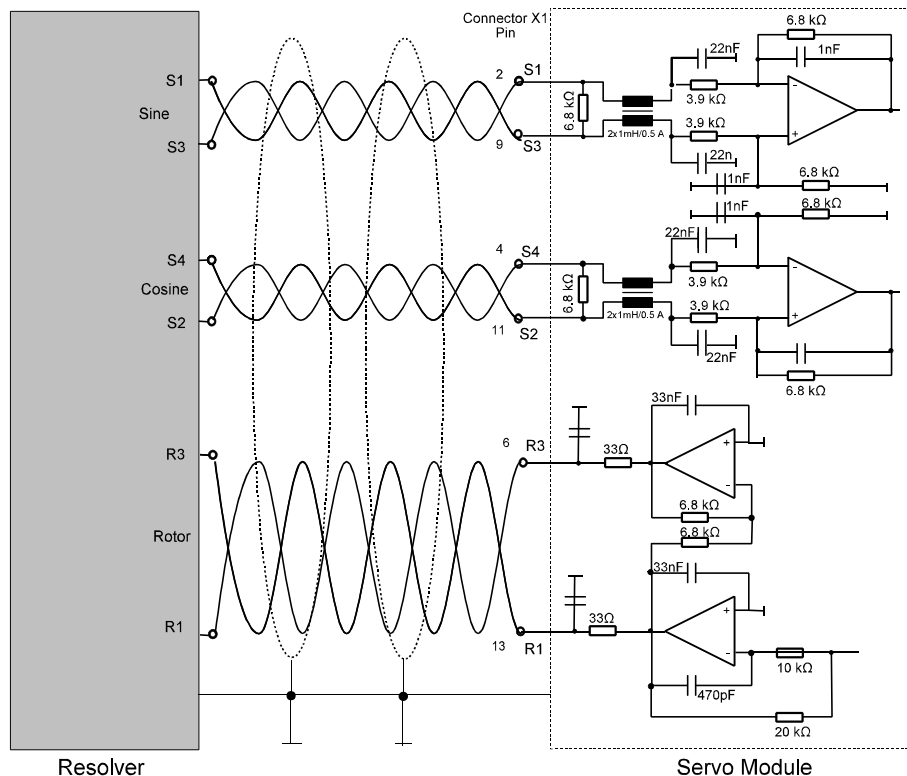 Connector X1
Pin
S1
Sine
S3
2
S1
9
S3
6.8 kΩ
2x1mH/0.5 A
22nF
3.9 kΩ
6.8 kΩ
1nF
-
3.9 kΩ
+
22n
1nF
6.8 kΩ
1nF
6.8 kΩ
S4
Cosine
S2
4
S4
11
S2
6.8 kΩ
2x1mH/0.5 A
22nF
3.9 kΩ
-
3.9 kΩ
+
22nF
6.8 kΩ
R3
Rotor
R1
6
R3
33Ω
33nF
+
-
6.8 kΩ
6.8 kΩ
13
R1
33Ω
33nF
+
-
10 kΩ
470pF
20 kΩ
Resolver
Servo Module